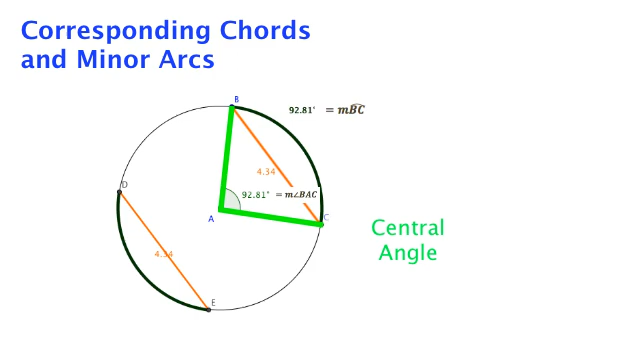 Corresponding Chords
and Minor Arcs
B
92.81° = mBC
D
4.34
92.81° = m∠BAC
A
C
Central
Angle
4.34
E